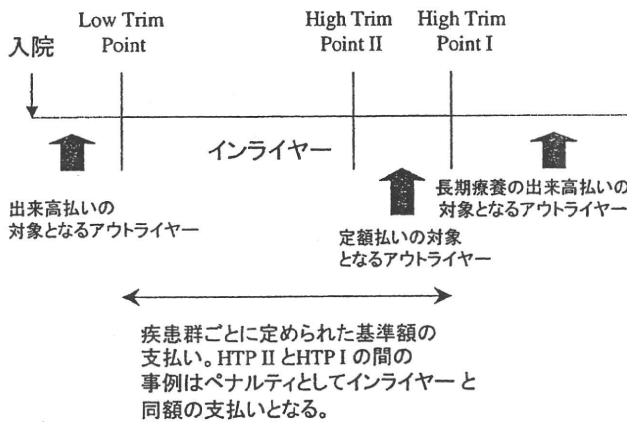 Low Trim
Point
High Trim
Point II
High Trim
Point I
入院
インライヤー
出来高払いの
対象となるアウトライヤー
長期療養の出来高払いの
対象となるアウトライヤー
定額払いの対象
となるアウトライヤー
疾患群ごとに定められた基準額の
支払い。HTP IIとHTP Iの間の
事例はペナルティとしてインライヤーと
同額の支払いとなる。